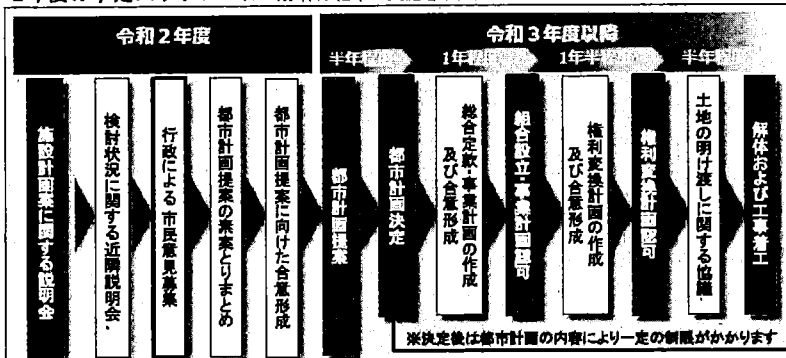 令和2年度
令和3年度以降
半年程度
1年程度
1年半程度
半年程度
施設計画案に関する説明会
検討状況に関する近隣説明会・
行政による市民意見募集
都市計画提案の素案とりまとめ
都市計画提案に向けた合意形成
都市計画提案
都市計画決定
総合定款・事業計画の作成
及び合意形成
組合設立・事業計画認可
権利変換計画の作成
及び合意形成
権利変換計画認可
土地の明け渡しに関する協議・
解体および工事着工
※決定後は都市計画の内容により一定の制限がかかります